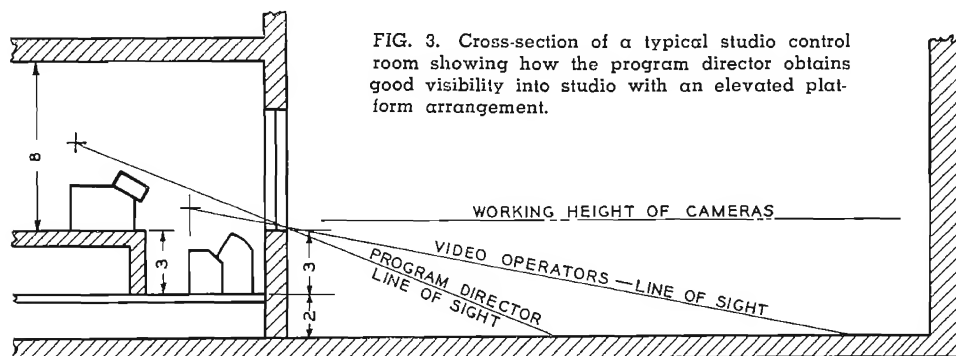 FIG. 3. Cross-section of a typical studio control
room showing how the program director obtains
good visibility into studio with an elevated plat-
form arrangement.
8
3
3
2
WORKING HEIGHT OF CAMERAS
VIDEO OPERATORS — LINE OF SIGHT
PROGRAM DIRECTOR
LINE OF SIGHT